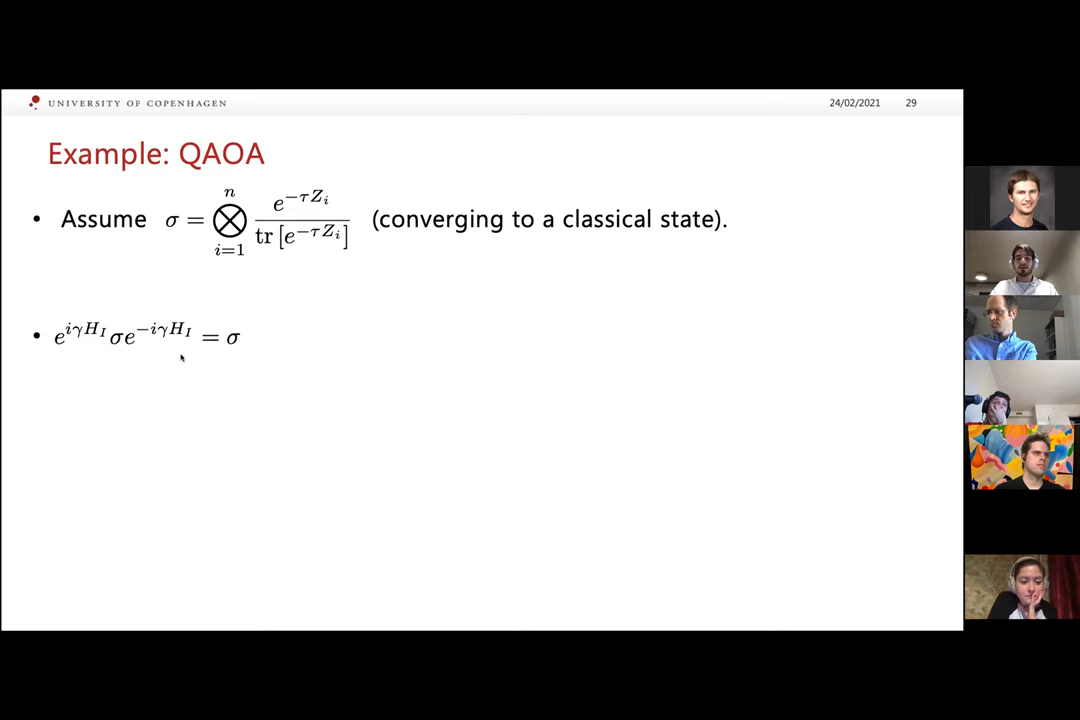 UNIVERSITY OF COPENHAGEN 24/02/2021 29
Example: QAOA
• Assume σ = ⨂_{i=1}^{n} e^{−τZ_i} / tr[e^{−τZ_i}] (converging to a classical state).
• e^{iγH_I} σe^{−iγH_I} = σ